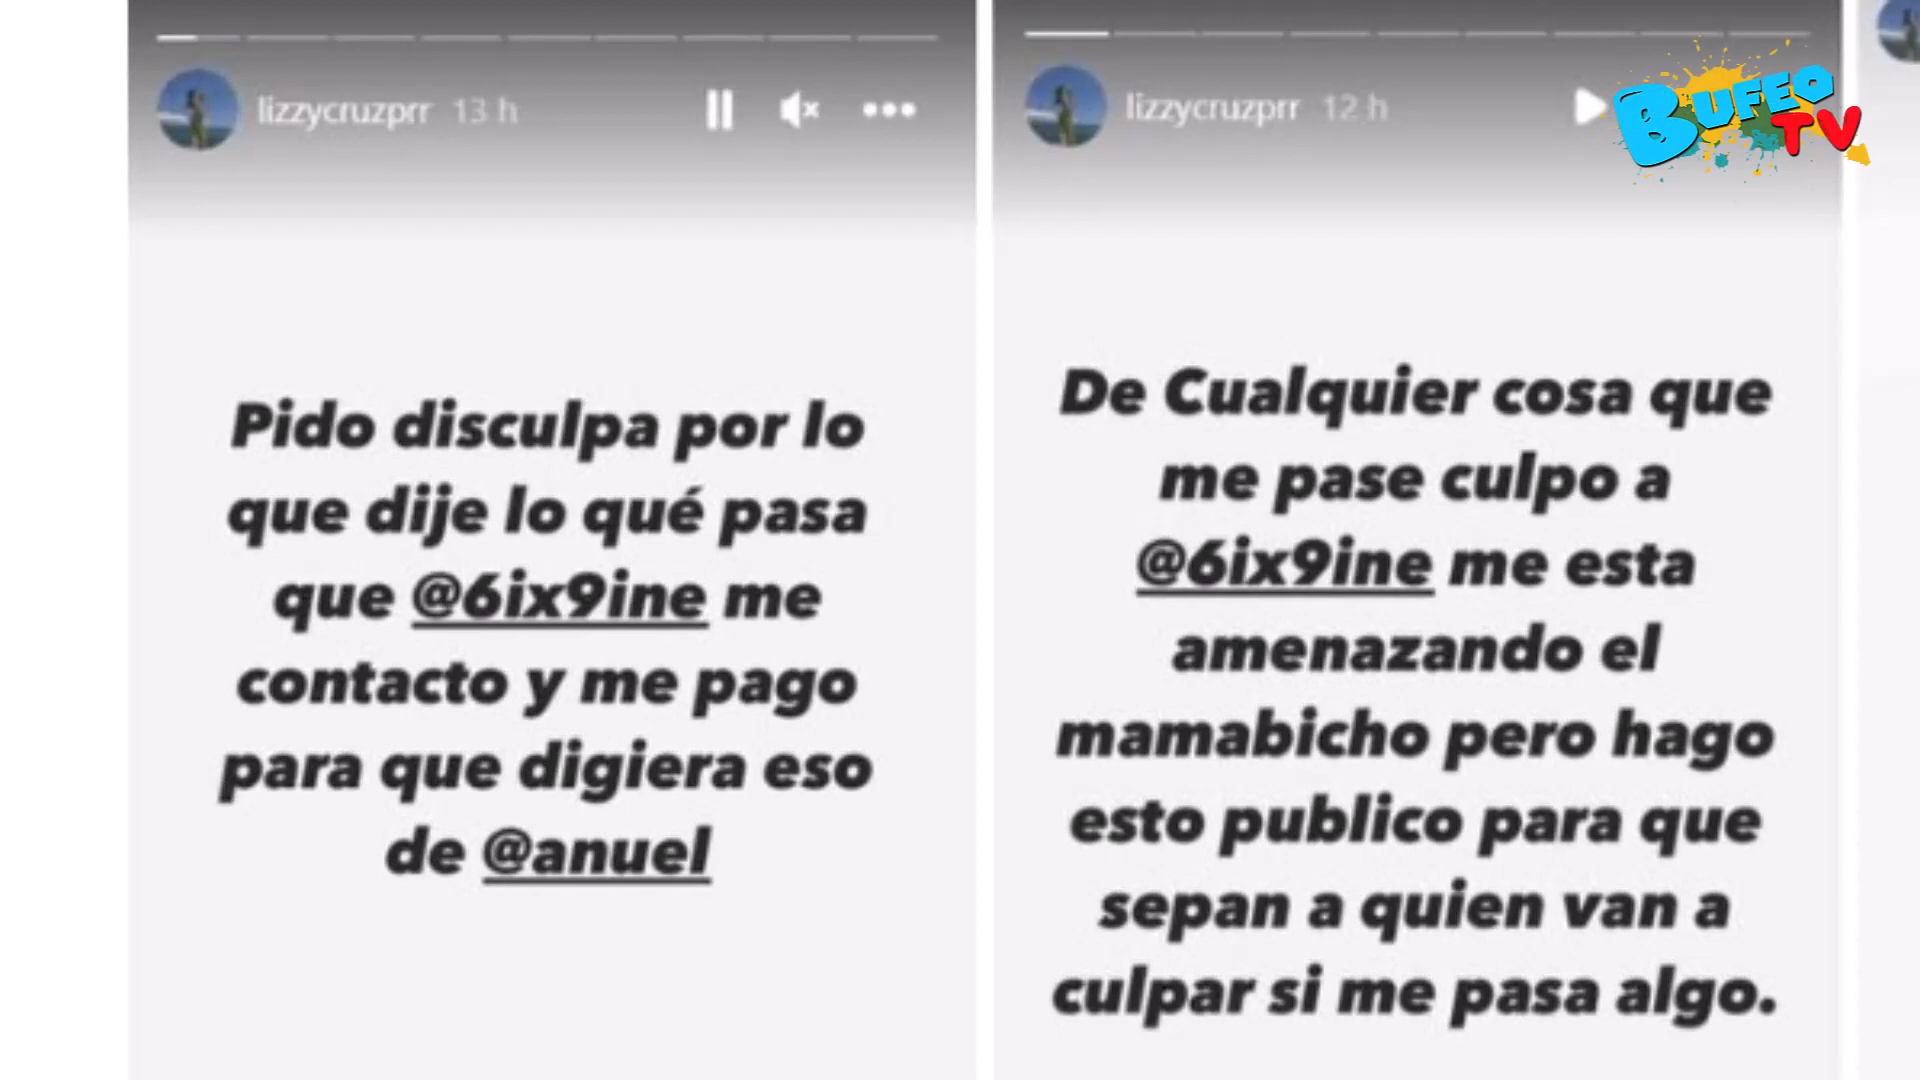 lizzycruzprr 13 h
Pido disculpa por lo
que dije lo qué pasa
que @6ix9ine me
contacto y me pago
para que digiera eso
de @anuel
lizzycruzprr 12 h
De Cualquier cosa que
me pase culpo a
@6ix9ine me esta
amenazando el
mamabicho pero hago
esto publico para que
sepan a quien van a
culpar si me pasa algo.
BUFEO
TV